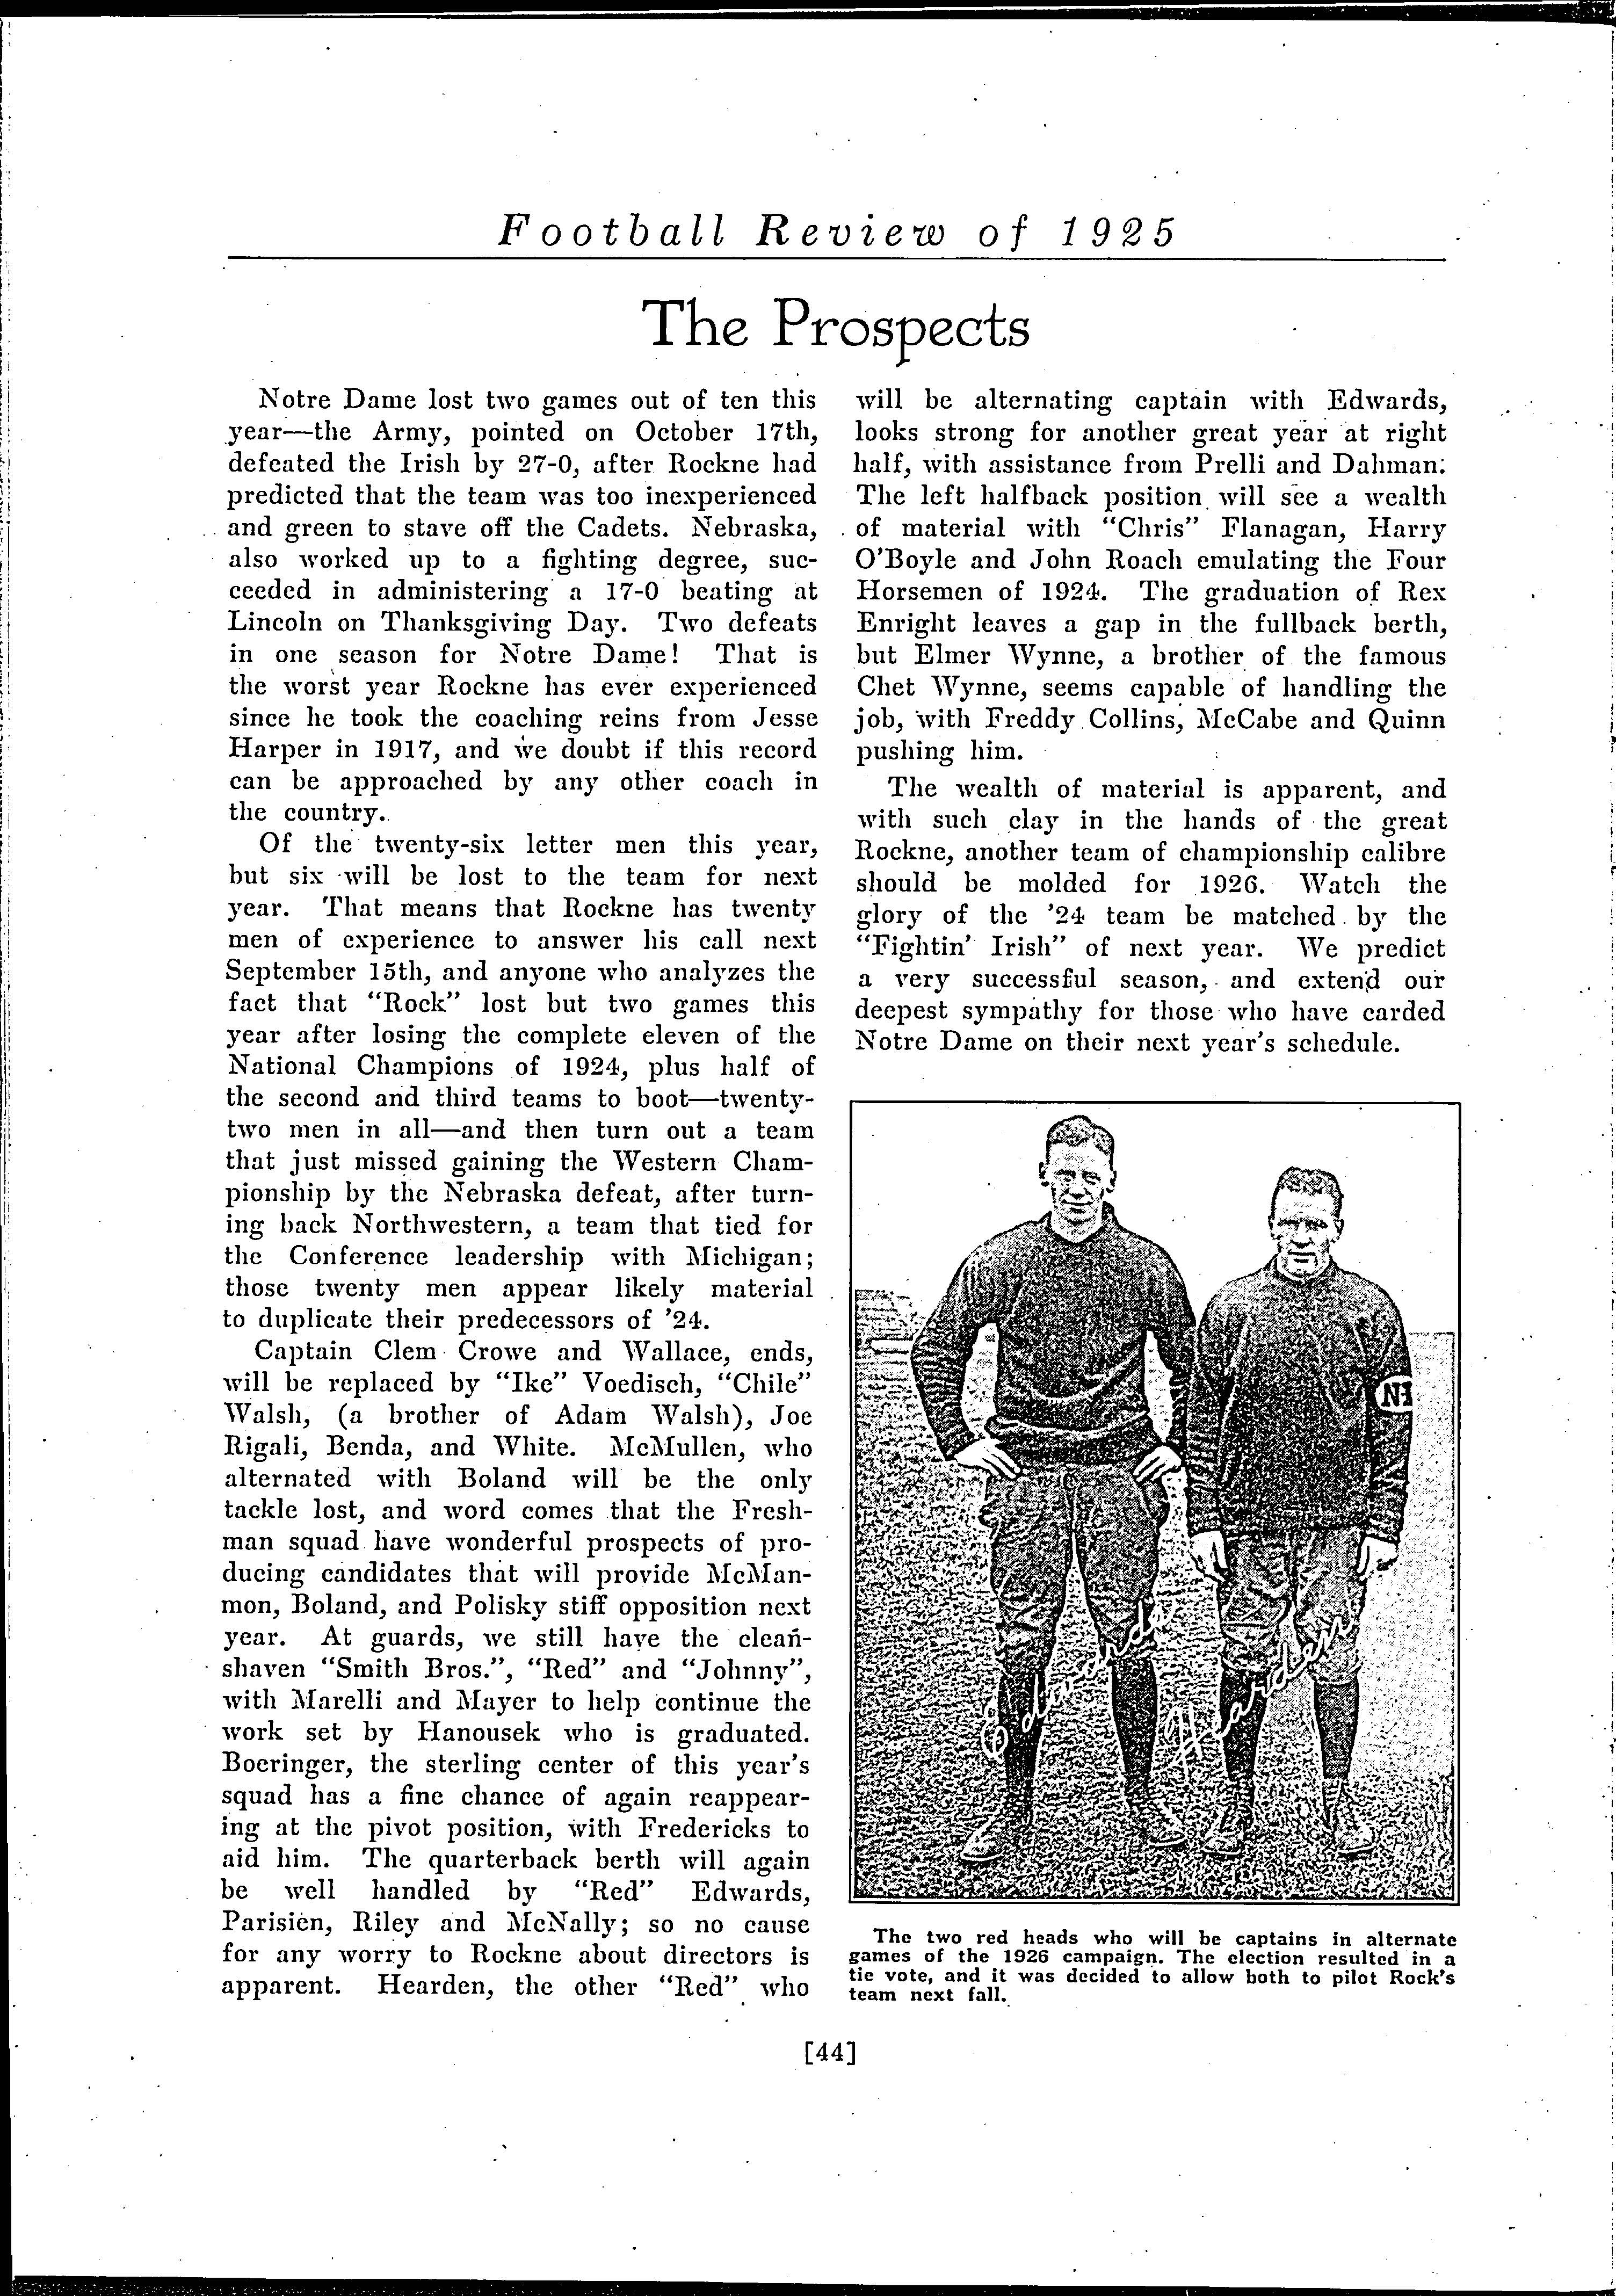 Football Review of 1925
The Prospects
Notre Dame lost two games out of ten this
year—the Army, pointed on October 17th,
defeated the Irish by 27-0, after Rockne had
predicted that the team was too inexperienced
and green to stave off the Cadets. Nebraska,
also worked up to a fighting degree, suc-
ceeded in administering a 17-0 beating at
Lincoln on Thanksgiving Day. Two defeats
in one season for Notre Dame! That is
the worst year Rockne has ever experienced
since he took the coaching reins from Jesse
Harper in 1917, and we doubt if this record
can be approached by any other coach in
the country.
Of the twenty-six letter men this year,
but six will be lost to the team for next
year. That means that Rockne has twenty
men of experience to answer his call next
September 15th, and anyone who analyzes the
fact that "Rock" lost but two games this
year after losing the complete eleven of the
National Champions of 1924, plus half of
the second and third teams to boot—twenty-
two men in all—and then turn out a team
that just missed gaining the Western Cham-
pionship by the Nebraska defeat, after turn-
ing back Northwestern, a team that tied for
the Conference leadership with Michigan;
those twenty men appear likely material
to duplicate their predecessors of '24.
Captain Clem Crowe and Wallace, ends,
will be replaced by "Ike" Voedisch, "Chile"
Walsh, (a brother of Adam Walsh), Joe
Rigali, Benda, and White. McMullen, who
alternated with Boland will be the only
tackle lost, and word comes that the Fresh-
man squad have wonderful prospects of pro-
ducing candidates that will provide McMan-
mon, Boland, and Polisky stiff opposition next
year. At guards, we still have the clean-
shaven "Smith Bros.", "Red" and "Johnny",
with Marelli and Mayer to help continue the
work set by Hanousek who is graduated.
Boeringer, the sterling center of this year's
squad has a fine chance of again reappear-
ing at the pivot position, with Fredericks to
aid him. The quarterback berth will again
be well handled by "Red" Edwards,
Parisien, Riley and McNally; so no cause
for any worry to Rockne about directors is
apparent. Hearden, the other "Red" who
will be alternating captain with Edwards,
looks strong for another great year at right
half, with assistance from Prelli and Dahman.
The left halfback position will see a wealth
of material with "Chris" Flanagan, Harry
O'Boyle and John Roach emulating the Four
Horsemen of 1924. The graduation of Rex
Enright leaves a gap in the fullback berth,
but Elmer Wynne, a brother of the famous
Chet Wynne, seems capable of handling the
job, with Freddy Collins, McCabe and Quinn
pushing him.
The wealth of material is apparent, and
with such clay in the hands of the great
Rockne, another team of championship calibre
should be molded for 1926. Watch the
glory of the '24 team be matched by the
"Fightin' Irish" of next year. We predict
a very successful season, and extend our
deepest sympathy for those who have carded
Notre Dame on their next year's schedule.
EN
Edwards
Hearden
The two red heads who will be captains in alternate
games of the 1926 campaign. The election resulted in a
tie vote, and it was decided to allow both to pilot Rock's
team next fall.
[44]